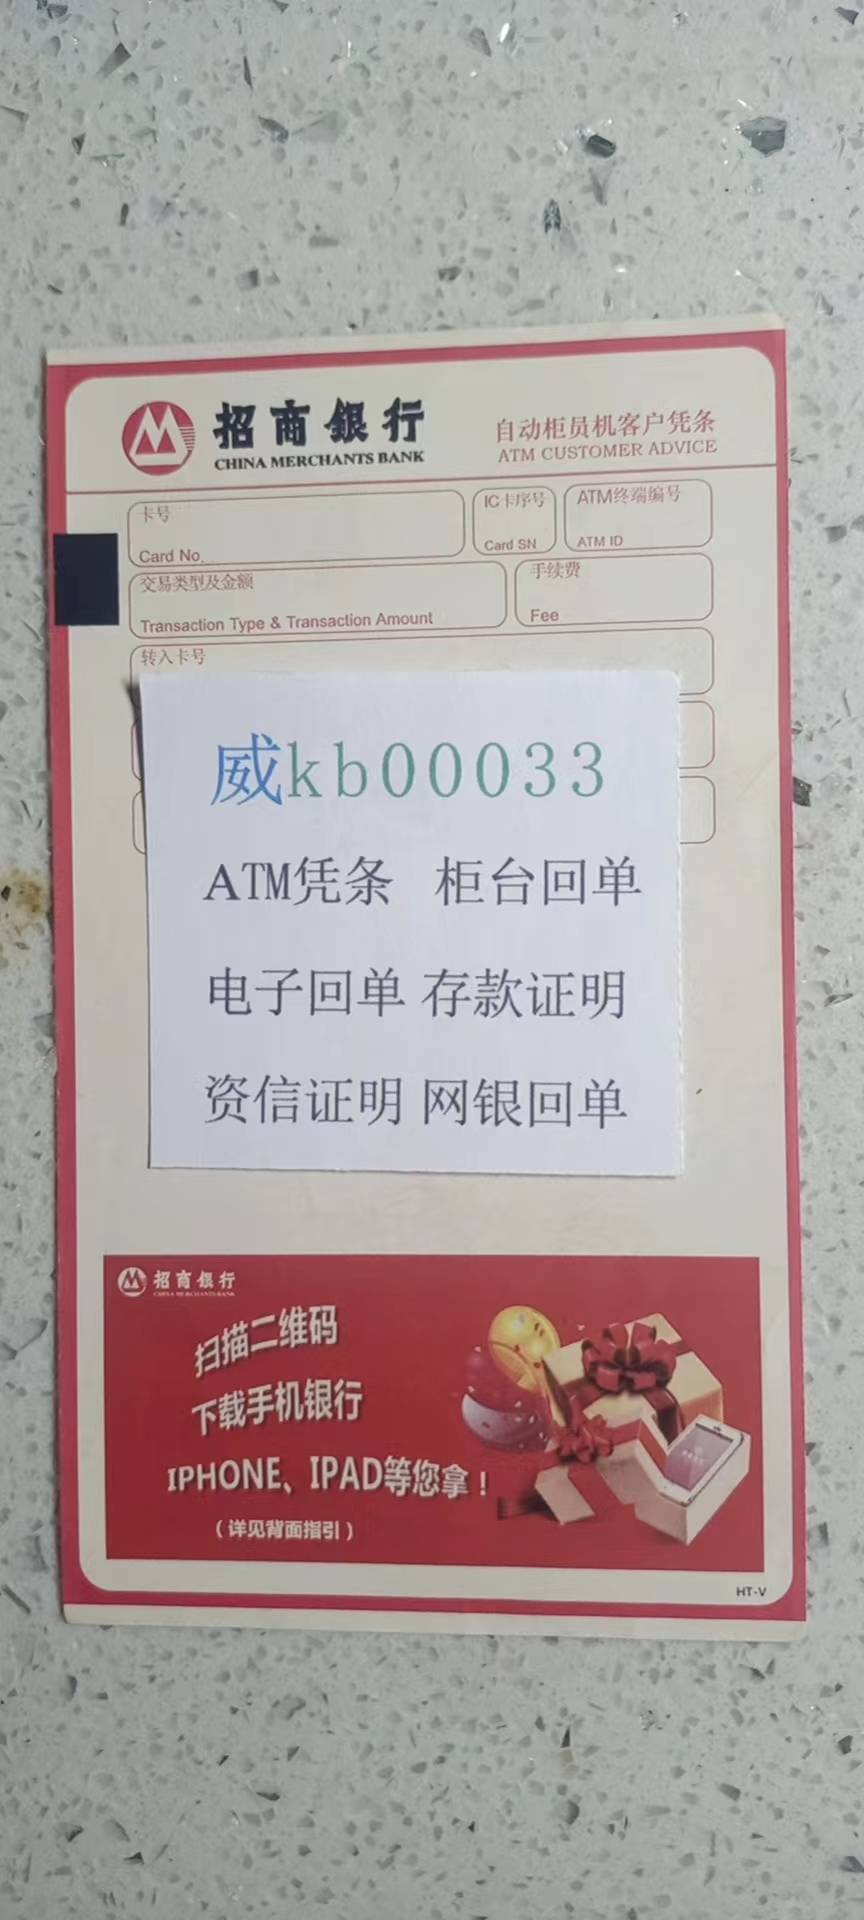 招商銀行
CHINA MERCHANTS BANK
自动柜员机客户凭条
ATM CUSTOMER ADVICE
卡号
Card No.
IC卡序号
Card SN
ATM终端编号
ATM ID
交易类型及金额
Transaction Type & Transaction Amount
手续费
Fee
转入卡号
威kb00033
ATM凭条 柜台回单
电子回单 存款证明
资信证明 网银回单
招商银行
CHINA MERCHANTS BANK
扫描二维码
下载手机银行
IPHONE、IPAD等您拿！
（详见背面指引）
HT-V